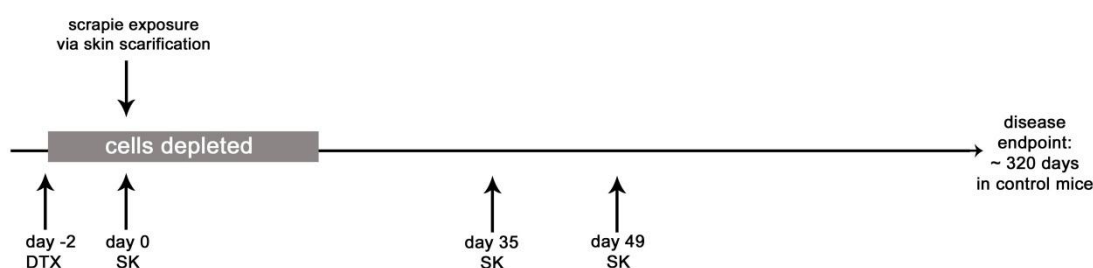 scrapie exposure
via skin scarification
cells depleted
disease
endpoint:
~ 320 days
in control mice
day -2
DTX
day 0
SK
day 35
SK
day 49
SK